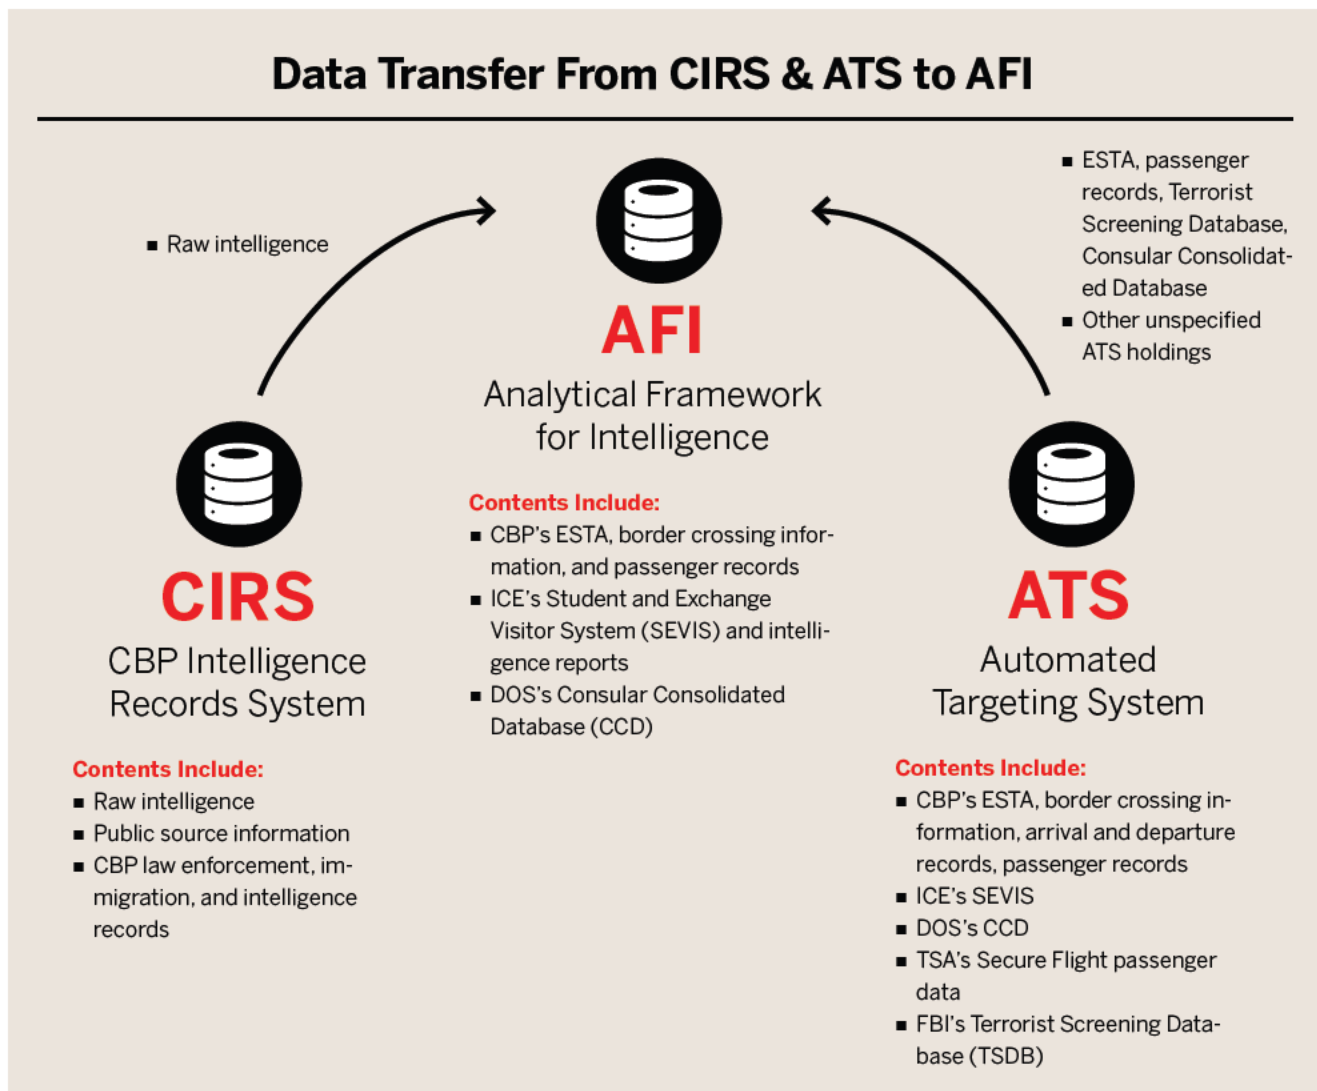 Data Transfer From CIRS & ATS to AFI
■ Raw intelligence
■ ESTA, passenger
records, Terrorist
Screening Database,
Consular Consolidat-
ed Database
■ Other unspecified
ATS holdings
AFI
Analytical Framework
for Intelligence
Contents Include:
■ CBP’s ESTA, border crossing infor-
mation, and passenger records
■ ICE’s Student and Exchange
Visitor System (SEVIS) and intelli-
gence reports
■ DOS’s Consular Consolidated
Database (CCD)
CIRS
CBP Intelligence
Records System
Contents Include:
■ Raw intelligence
■ Public source information
■ CBP law enforcement, im-
migration, and intelligence
records
ATS
Automated
Targeting System
Contents Include:
■ CBP’s ESTA, border crossing in-
formation, arrival and departure
records, passenger records
■ ICE’s SEVIS
■ DOS’s CCD
■ TSA’s Secure Flight passenger
data
■ FBI’s Terrorist Screening Data-
base (TSDB)